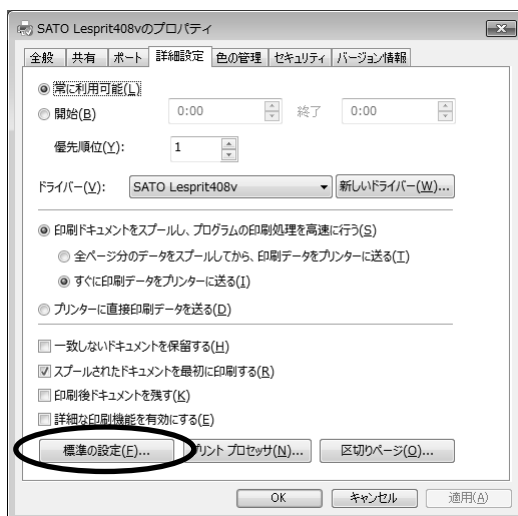 SATO Lesprit408vのプロパティ
全般 共有 ポート 詳細設定 色の管理 セキュリティ バージョン情報
常に利用可能(L)
開始(B) 0:00 終了 0:00
優先順位(Y): 1
ドライバー(V): SATO Lesprit408v 新しいドライバー(W)...
印刷ドキュメントをスプールし、プログラムの印刷処理を高速に行う(S)
全ページ分のデータをスプールしてから、印刷データをプリンターに送る(T)
すぐに印刷データをプリンターに送る(I)
プリンターに直接印刷データを送る(D)
一致しないドキュメントを保留する(H)
スプールされたドキュメントを最初に印刷する(R)
印刷後ドキュメントを残す(K)
詳細な印刷機能を有効にする(E)
標準の設定(F)... プリント プロセッサ(N)... 区切りページ(O)...
OK キャンセル 適用(A)